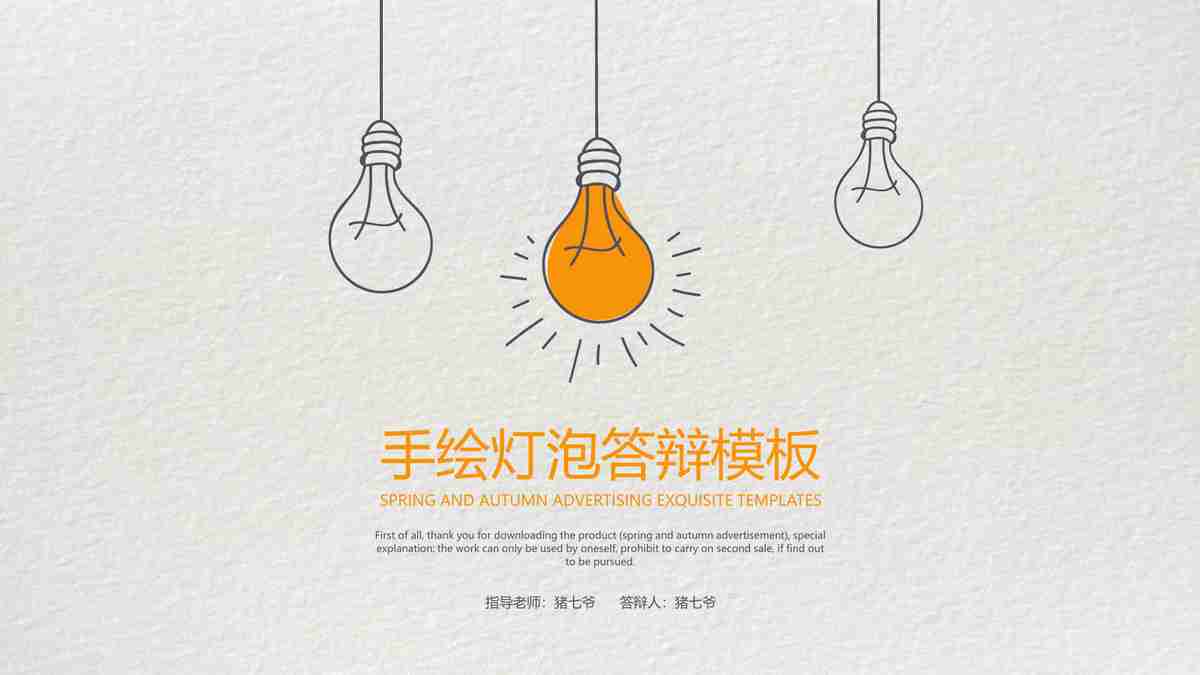 手绘灯泡答辩模板
SPRING AND AUTUMN ADVERTISING EXQUISITE TEMPLATES
First of all, thank you for downloading the product (spring and autumn advertisement), special
explanation: the work can only be used by oneself, prohibit to carry on second sale, if find out
to be pursued.
指导老师：猪七爷 答辩人：猪七爷